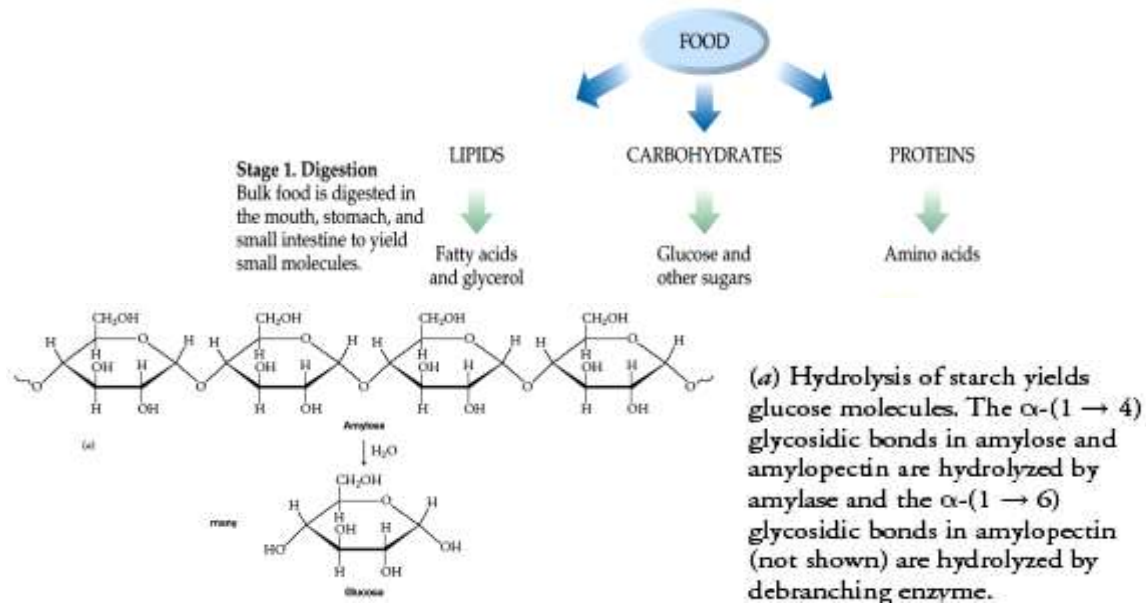 FOOD
LIPIDS
CARBOHYDRATES
PROTEINS
Stage 1. Digestion
Bulk food is digested in
the mouth, stomach, and
small intestine to yield
small molecules.
Fatty acids
and glycerol
Glucose and
other sugars
Amino acids
CH₂OH CH₂OH CH₂OH CH₂OH
H O H H O H H O H H O H
H H H H
OH H OH H OH H OH H
O O O O O
H OH H OH H OH H OH
Amylose
(a)
H₂O
CH₂OH
H O H
H
many
OH H
HO OH
H OH
Glucose
(a) Hydrolysis of starch yields
glucose molecules. The α-(1 → 4)
glycosidic bonds in amylose and
amylopectin are hydrolyzed by
amylase and the α-(1 → 6)
glycosidic bonds in amylopectin
(not shown) are hydrolyzed by
debranching enzyme.